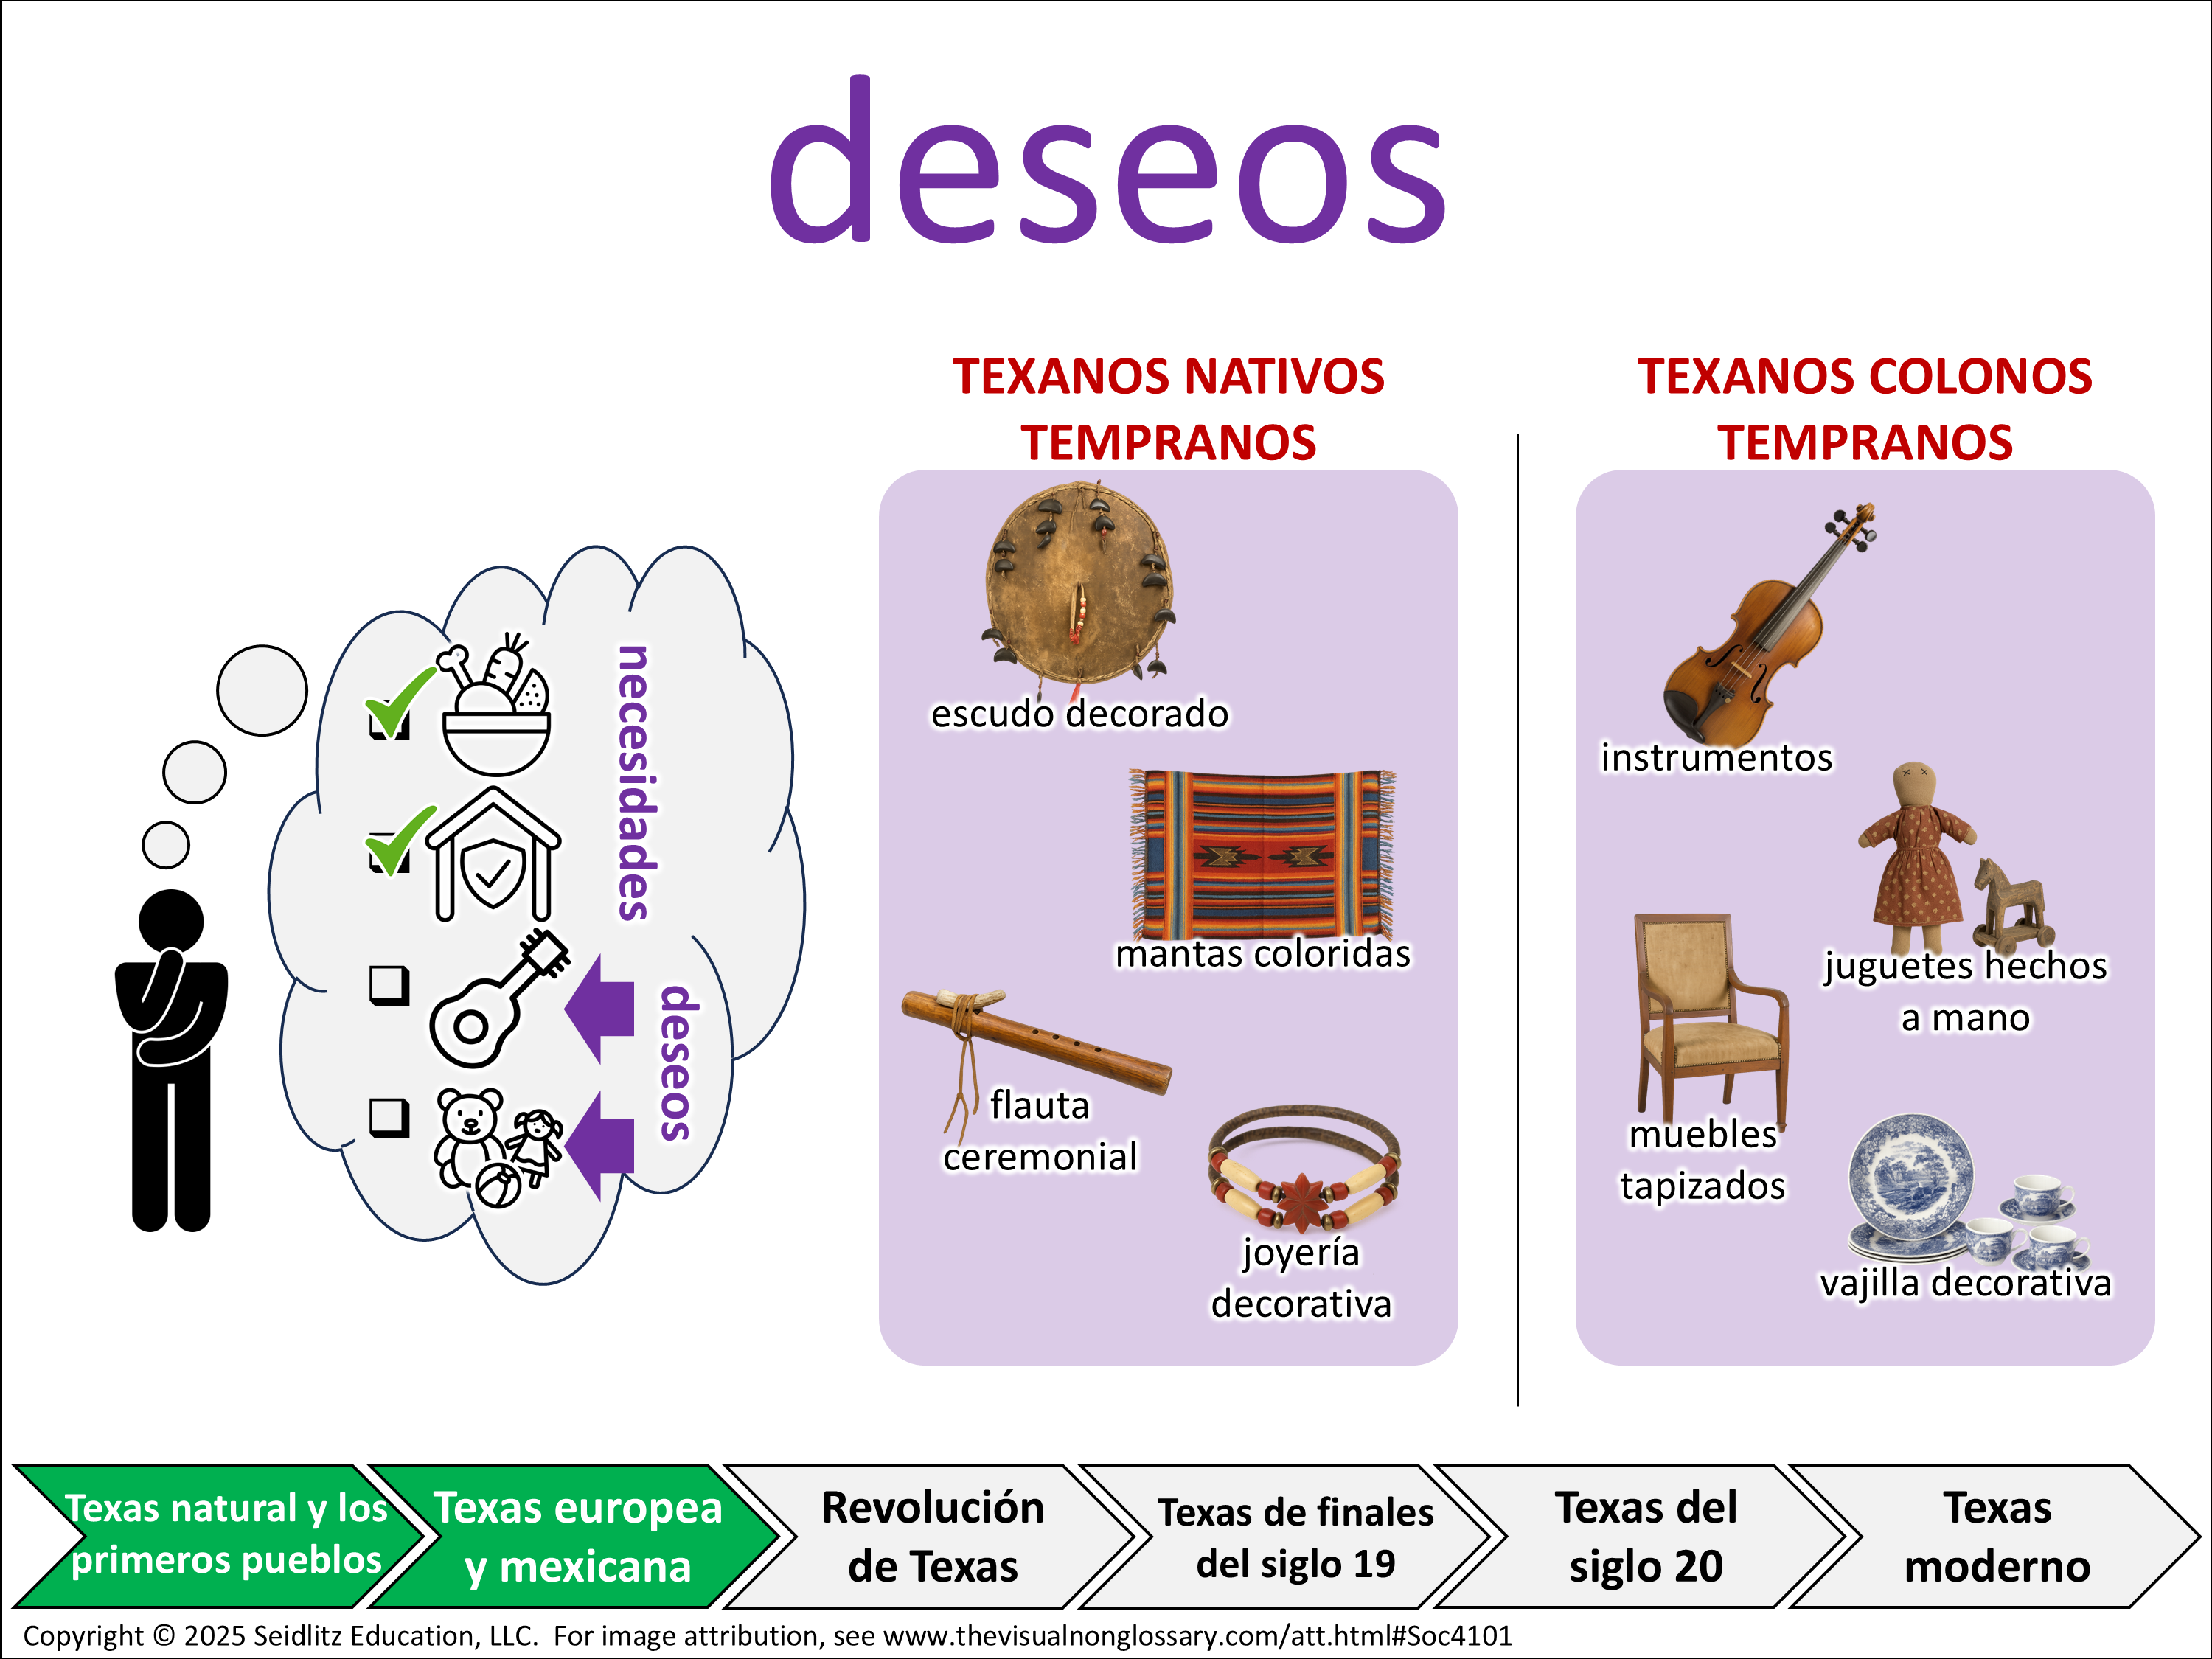 deseos
necesidades
deseos
TEXANOS NATIVOS
TEMPRANOS
escudo decorado
mantas coloridas
flauta
ceremonial
joyería
decorativa
TEXANOS COLONOS
TEMPRANOS
instrumentos
juguetes hechos
a mano
muebles
tapizados
vajilla decorativa
Texas natural y los
primeros pueblos
Texas europea
y mexicana
Revolución
de Texas
Texas de finales
del siglo 19
Texas del
siglo 20
Texas
moderno
Copyright © 2025 Seidlitz Education, LLC.  For image attribution, see www.thevisualnonglossary.com/att.html#Soc4101